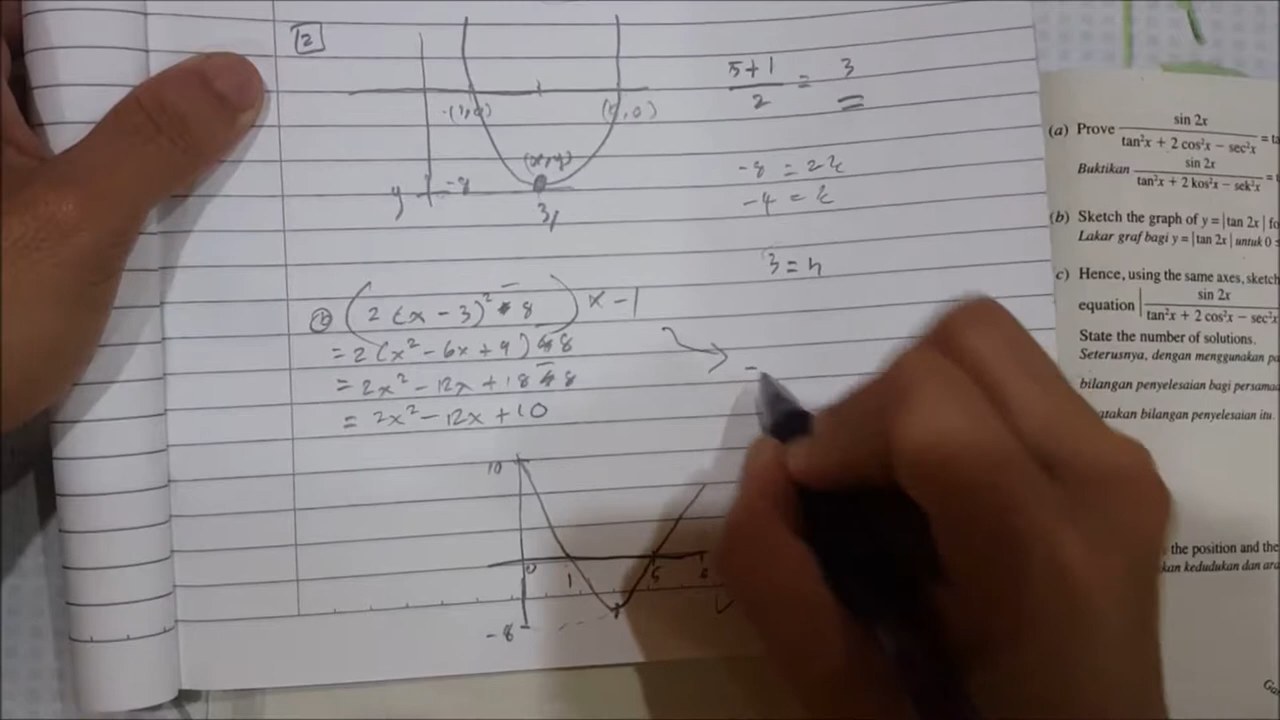 2
(1,0)
(5,0)
(x,y)
y
-8
3
5+1/2 = 3
-8 = 2k
-4 = k
3 = h
b (2(x - 3)² - 8) x - 1
= 2(x² - 6x + 9) - 8
= 2x² - 12x + 18 - 8
= 2x² - 12x + 10
10
0
1
5
6
-8
-
(a) Prove sin 2x / tan²x + 2 cos²x − sec²x =
Buktikan sin 2x / tan²x + 2 kos²x − sek²x =
(b) Sketch the graph of y = |tan 2x|
Lakar graf bagi y = |tan 2x| untuk 0
c) Hence, using the same axes, sketch
equation | sin 2x / tan²x + 2 cos²x − sec²x
State the number of solutions.
Seterusnya, dengan menggunakan
bilangan penyelesaian bagi
bilangan penyelesaian itu.
the position and the
kedudukan dan